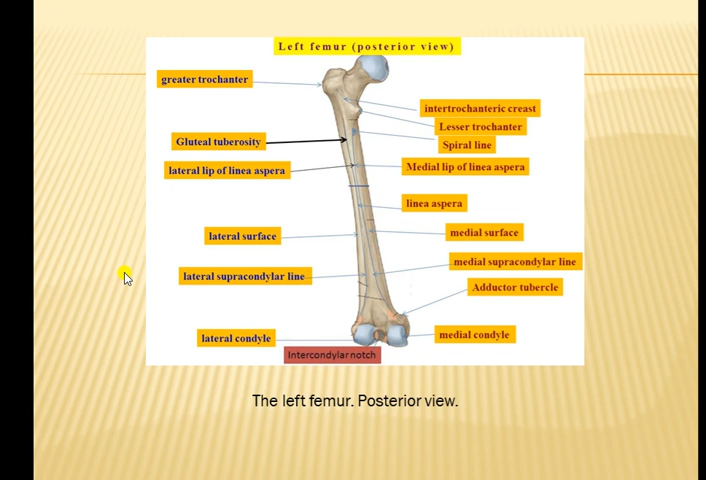 Left femur (posterior view)
greater trochanter
intertrochanteric creast
Lesser trochanter
Gluteal tuberosity
Spiral line
lateral lip of linea aspera
Medial lip of linea aspera
linea aspera
lateral surface
medial surface
medial supracondylar line
lateral supracondylar line
Adductor tubercle
lateral condyle
medial condyle
Intercondylar notch
The left femur. Posterior view.